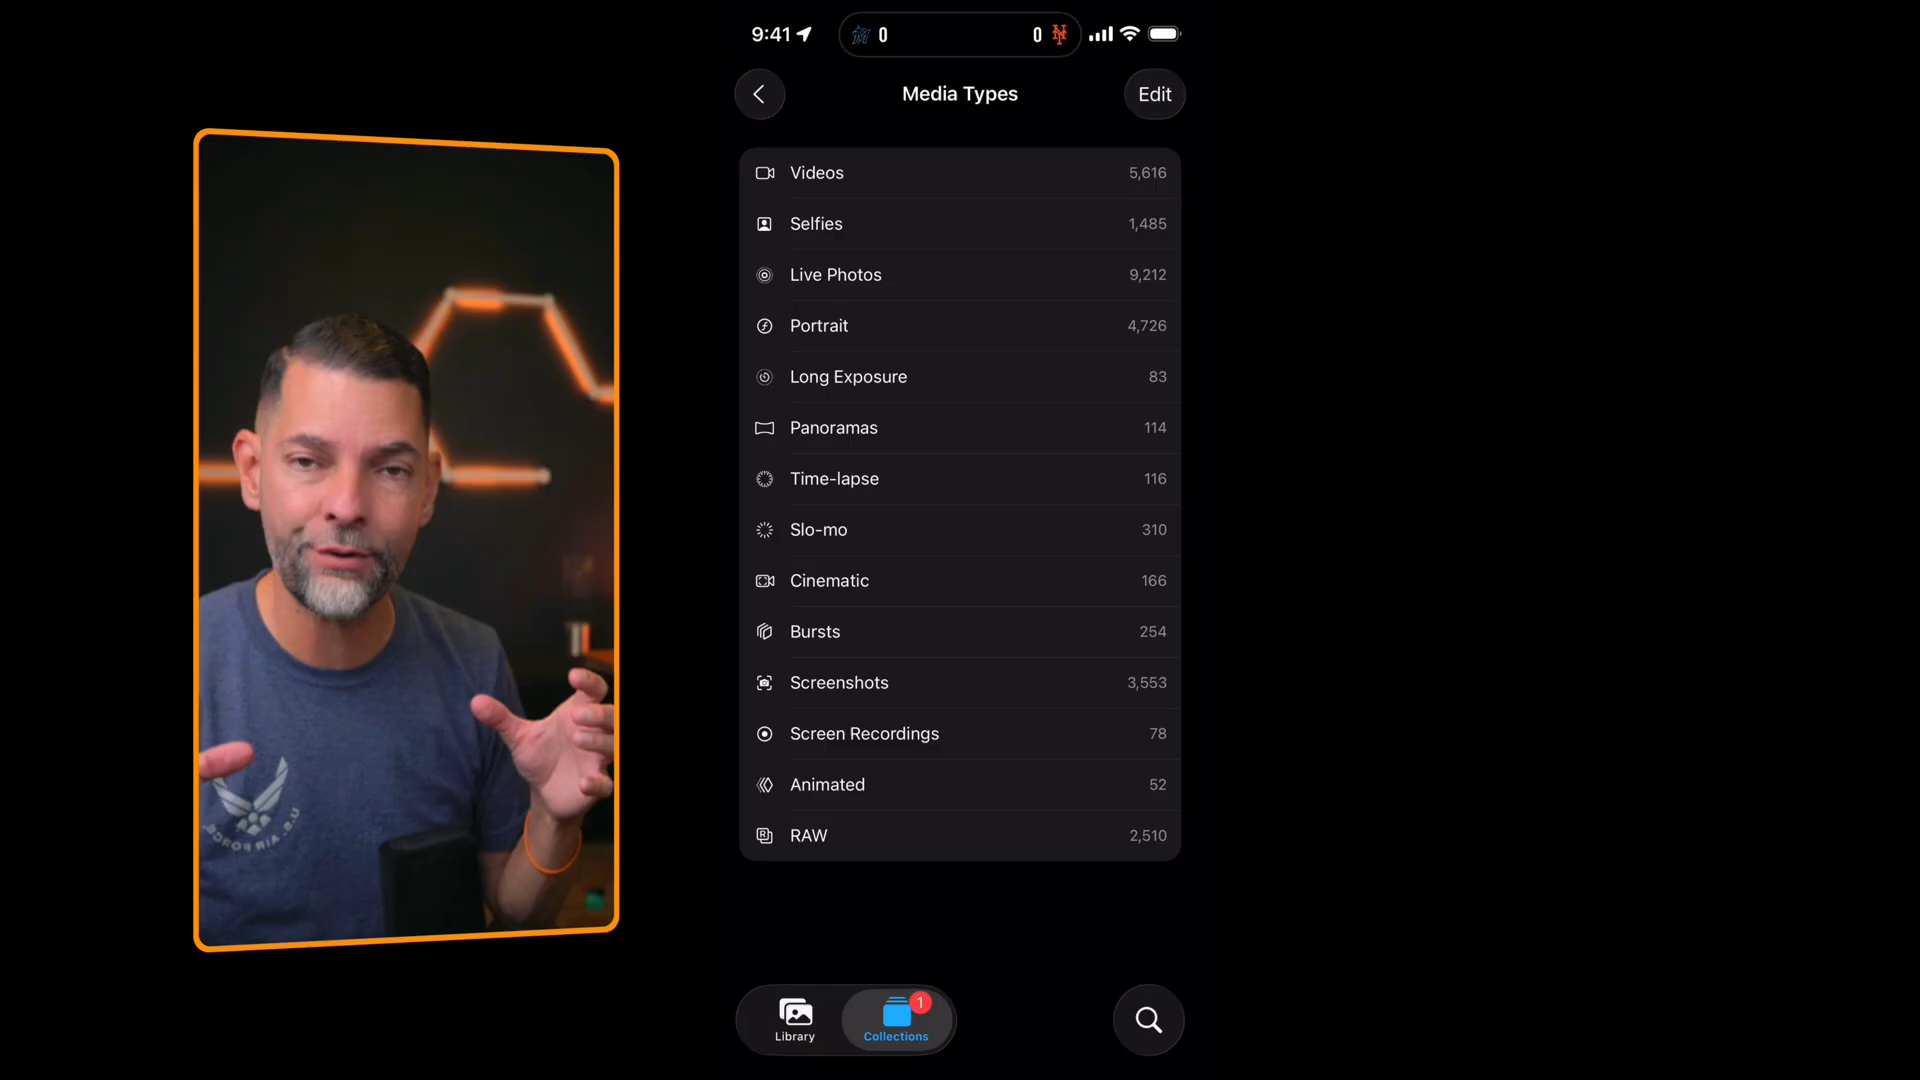 9:41
0
0
Media Types
Edit
Videos 5,616
Selfies 1,485
Live Photos 9,212
Portrait 4,726
Long Exposure 83
Panoramas 114
Time-lapse 116
Slo-mo 310
Cinematic 166
Bursts 254
Screenshots 3,553
Screen Recordings 78
Animated 52
RAW 2,510
U.S. AIR FORCE
1
Library
Collections